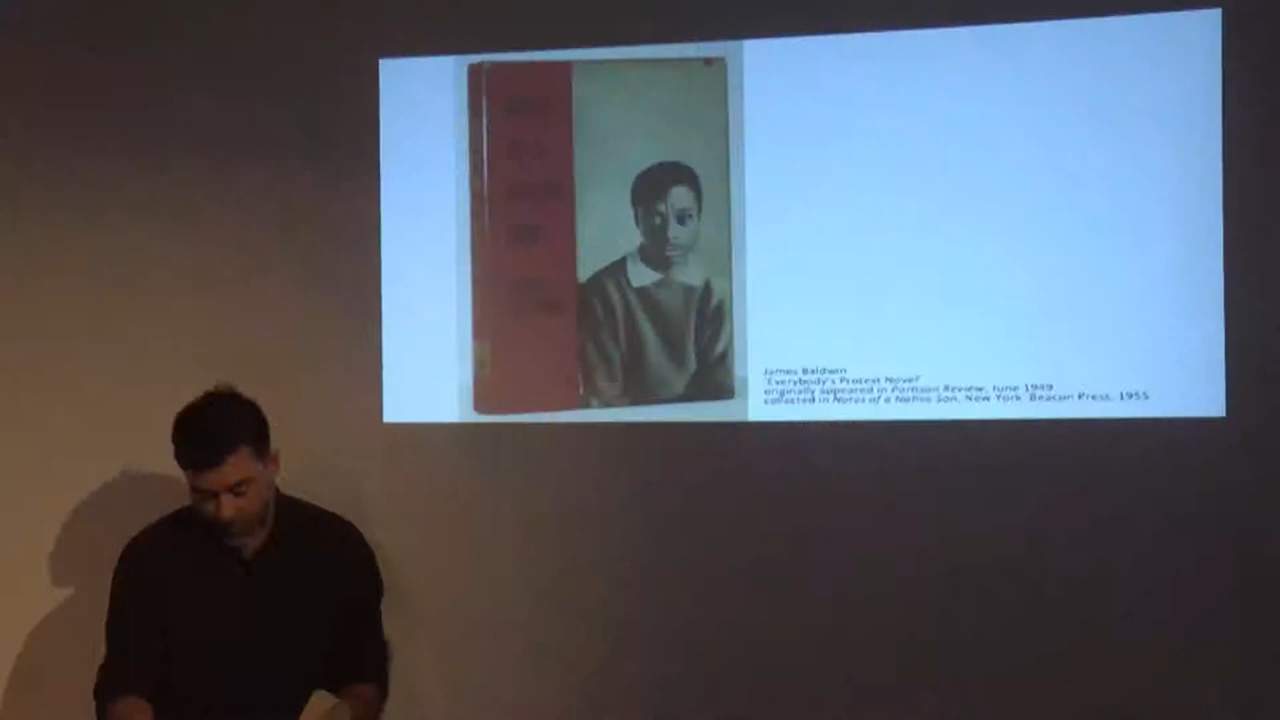 James Baldwin
'Everybody's Protest Novel'
originally appeared in Partisan Review, June 1949
collected in Notes of a Native Son, New York: Beacon Press, 1955